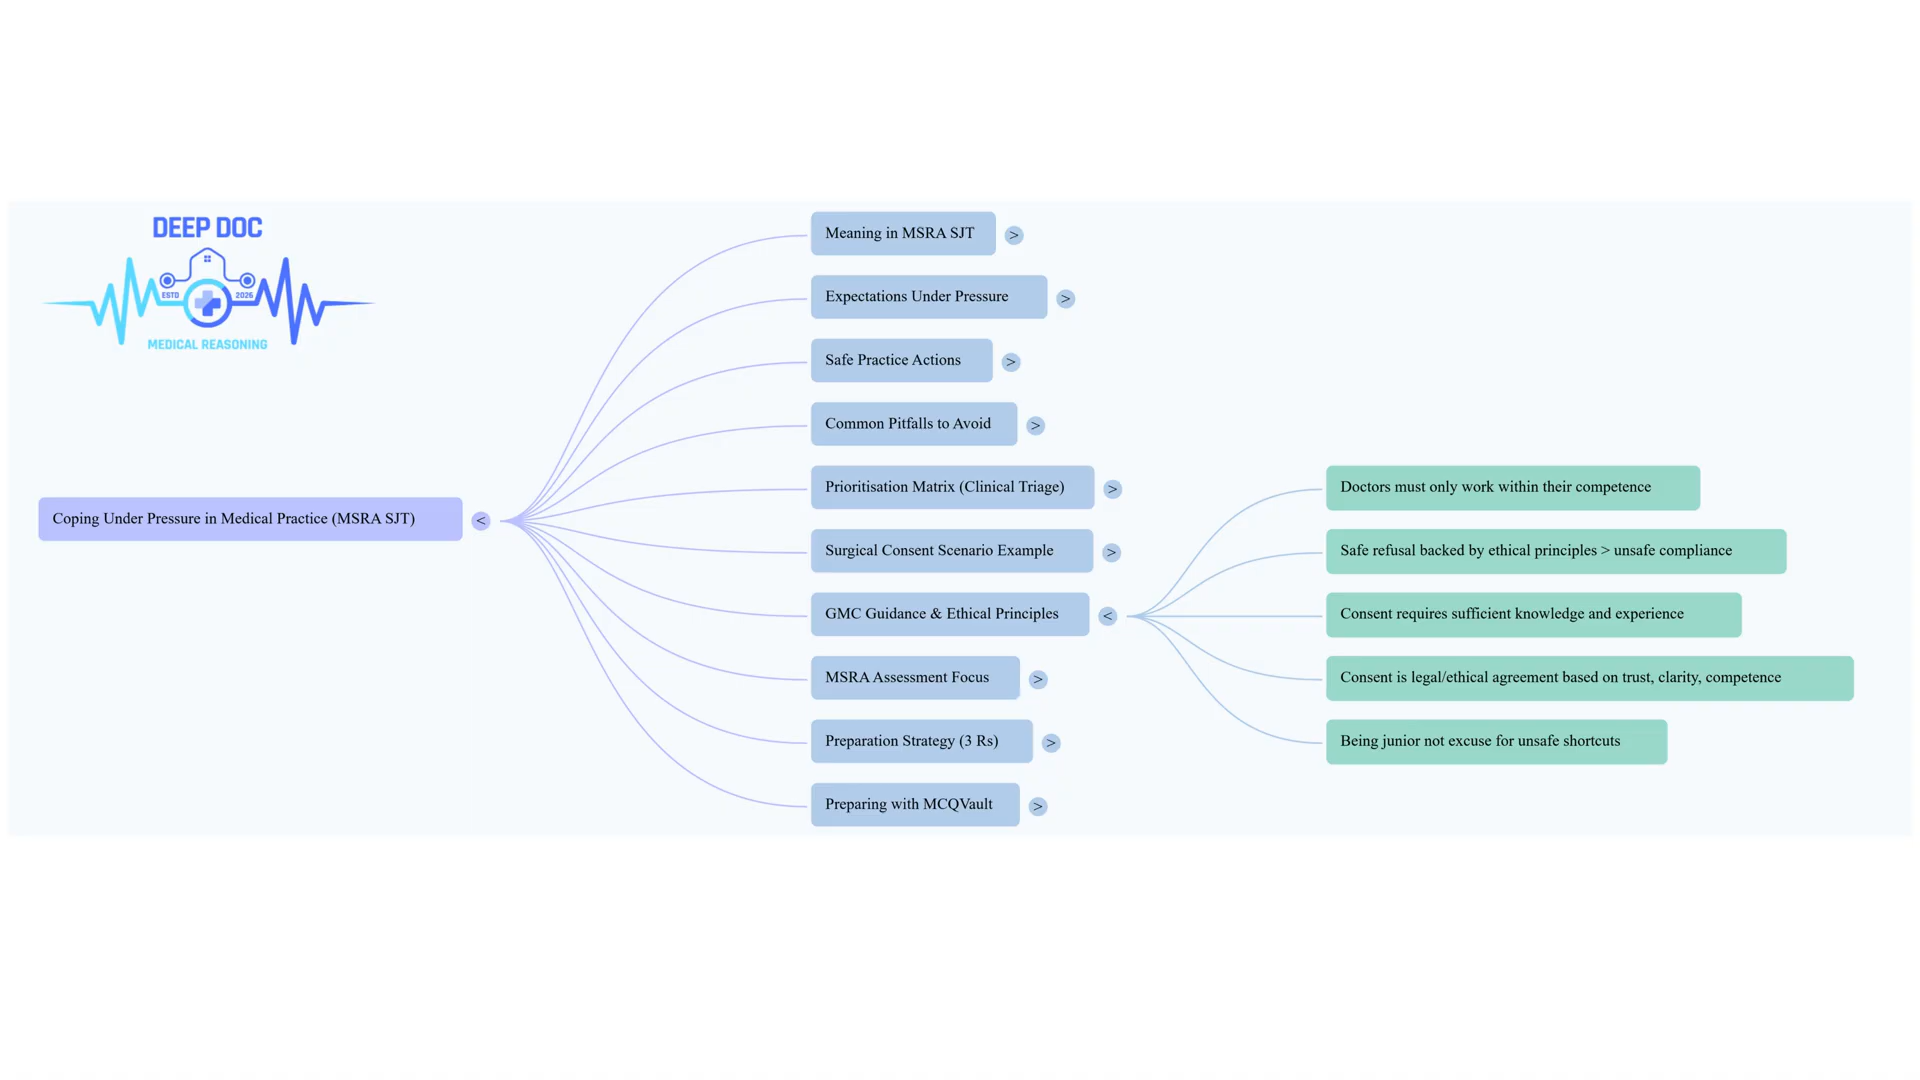 DEEP DOC
ESTD 2026
MEDICAL REASONING
Coping Under Pressure in Medical Practice (MSRA SJT) <
Meaning in MSRA SJT >
Expectations Under Pressure >
Safe Practice Actions >
Common Pitfalls to Avoid >
Prioritisation Matrix (Clinical Triage) >
Surgical Consent Scenario Example >
GMC Guidance & Ethical Principles <
MSRA Assessment Focus >
Preparation Strategy (3 Rs) >
Preparing with MCQVault >
Doctors must only work within their competence
Safe refusal backed by ethical principles > unsafe compliance
Consent requires sufficient knowledge and experience
Consent is legal/ethical agreement based on trust, clarity, competence
Being junior not excuse for unsafe shortcuts